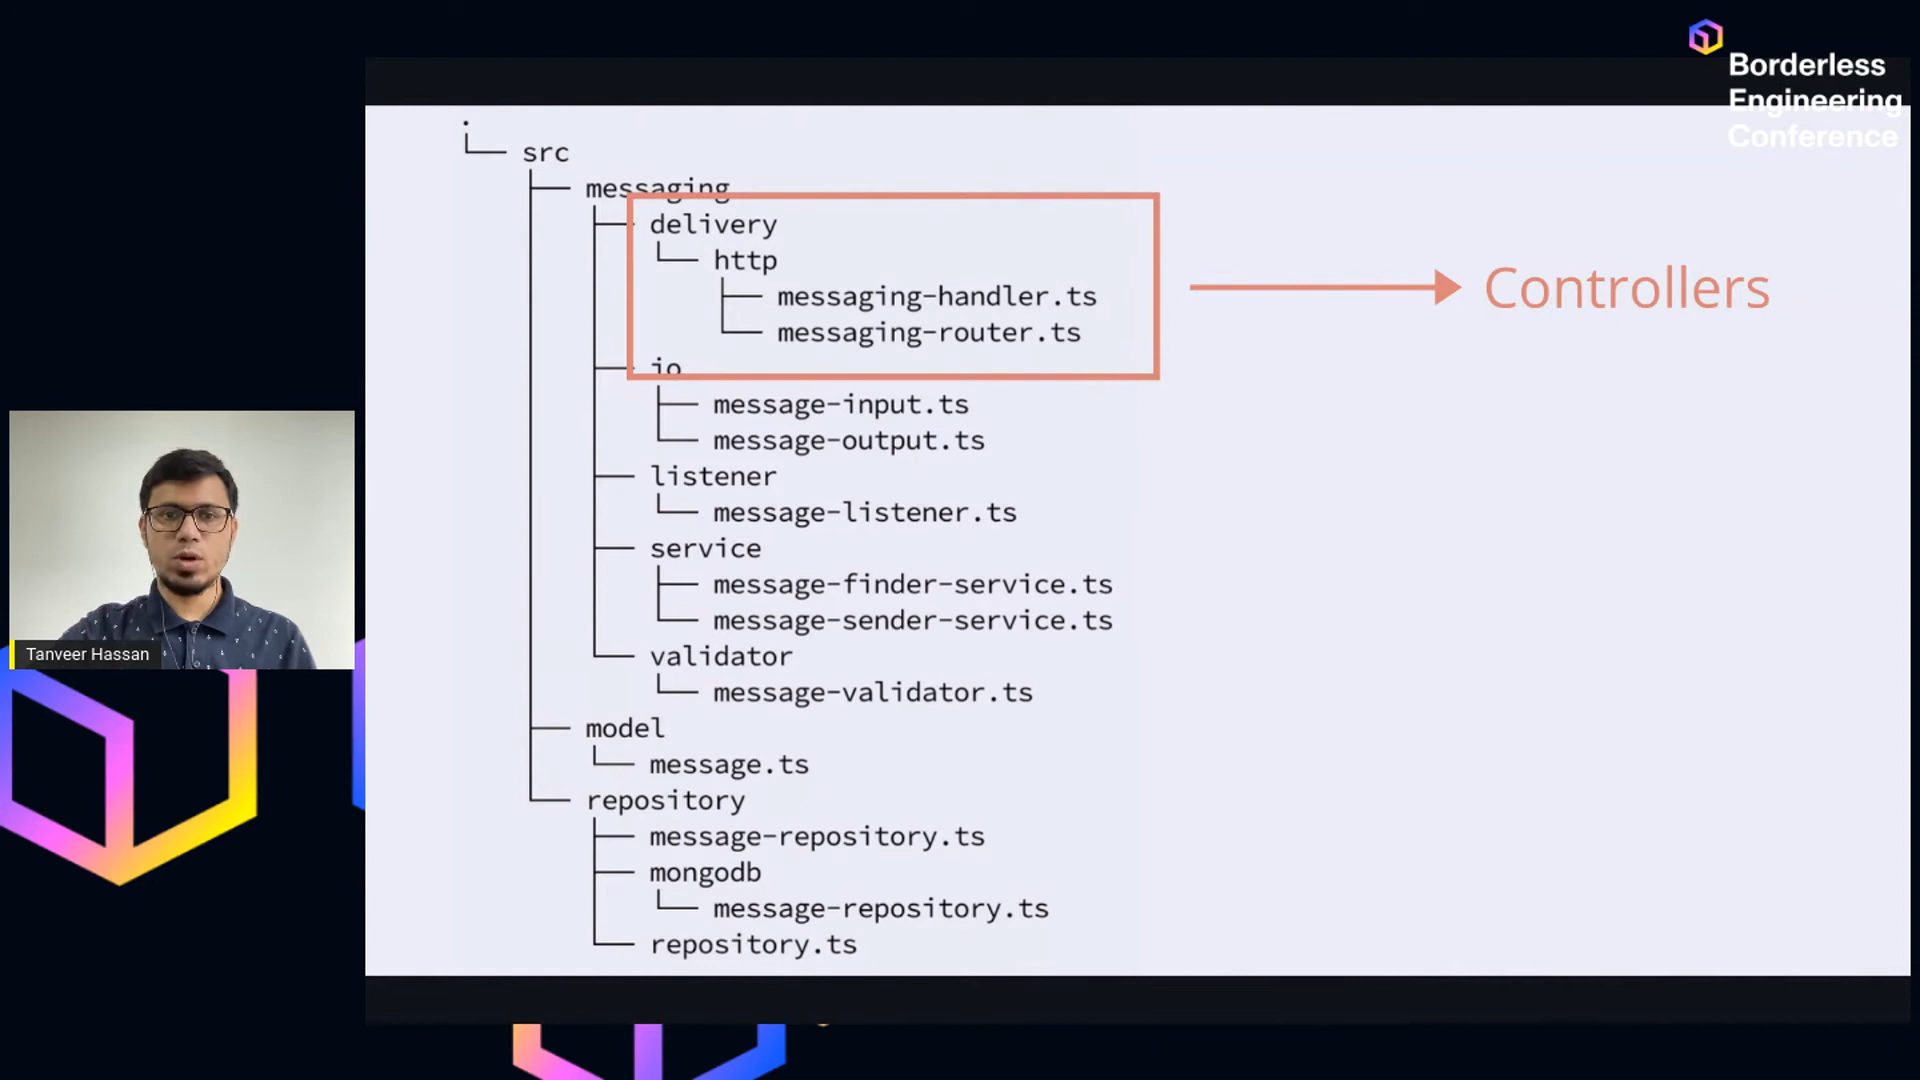 Borderless
Engineering
Conference
.
└── src
├── messaging
├── delivery
└── http
├── messaging-handler.ts
└── messaging-router.ts
├── io
├── message-input.ts
└── message-output.ts
├── listener
└── message-listener.ts
├── service
├── message-finder-service.ts
└── message-sender-service.ts
└── validator
└── message-validator.ts
├── model
└── message.ts
└── repository
├── message-repository.ts
├── mongodb
└── message-repository.ts
└── repository.ts
Controllers
Tanveer Hassan